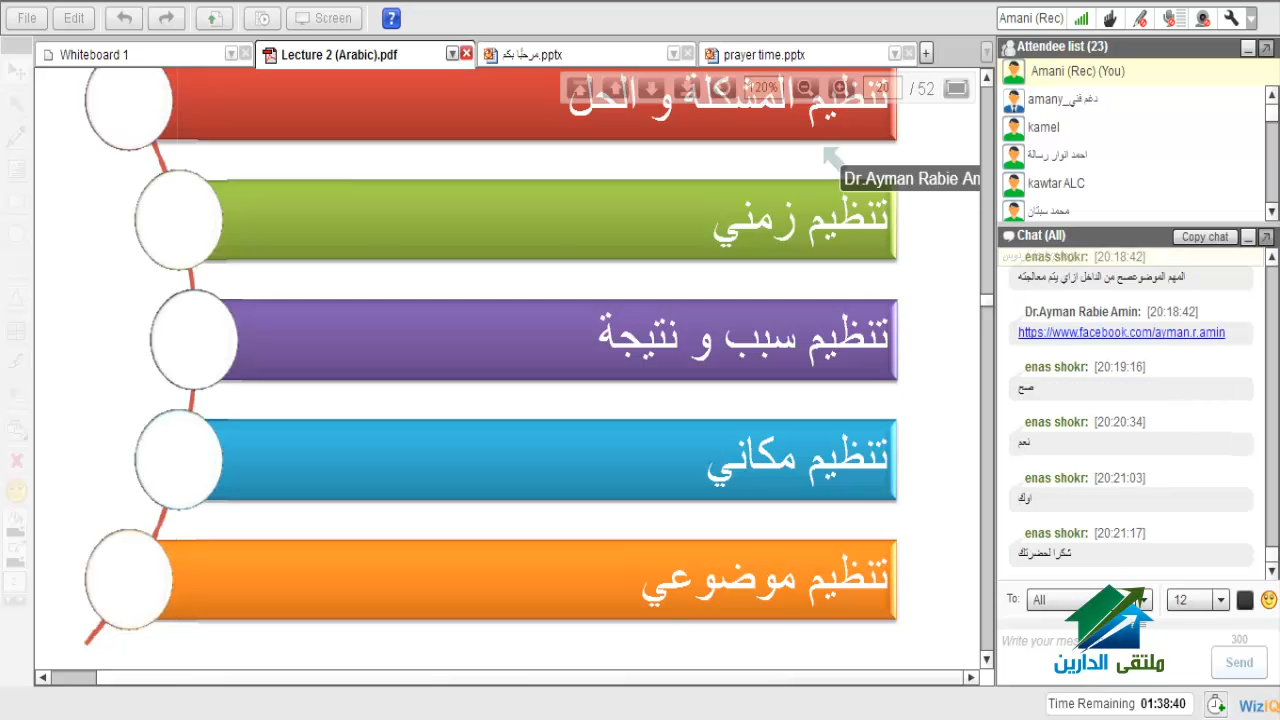 File
Edit
Screen
?
Amani (Rec)
Whiteboard 1
Lecture 2 (Arabic).pdf
مرحبًا بكم.pptx
prayer time.pptx
120%
20
/ 52
تنظيم المشكلة و الحل
Dr.Ayman Rabie Am
تنظيم زمني
تنظيم سبب و نتيجة
تنظيم مكاني
تنظيم موضوعي
Attendee list (23)
Amani (Rec) (You)
amany_دعم فني
kamel
احمد انوار رسالة
kawtar ALC
محمد سبتان
Chat (All)
Copy chat
enas shokr: [20:18:42]
المهم الموضوعصح من الداخل ازاي يتم معالجته
Dr.Ayman Rabie Amin: [20:18:42]
https://www.facebook.com/ayman.r.amin
enas shokr: [20:19:16]
صح
enas shokr: [20:20:34]
نعم
enas shokr: [20:21:03]
اوك
enas shokr: [20:21:17]
شكرا لحضرتك
To:
All
12
Write your mes
300
Send
ملتقى الدارين
Time Remaining 01:38:40
WizIQ